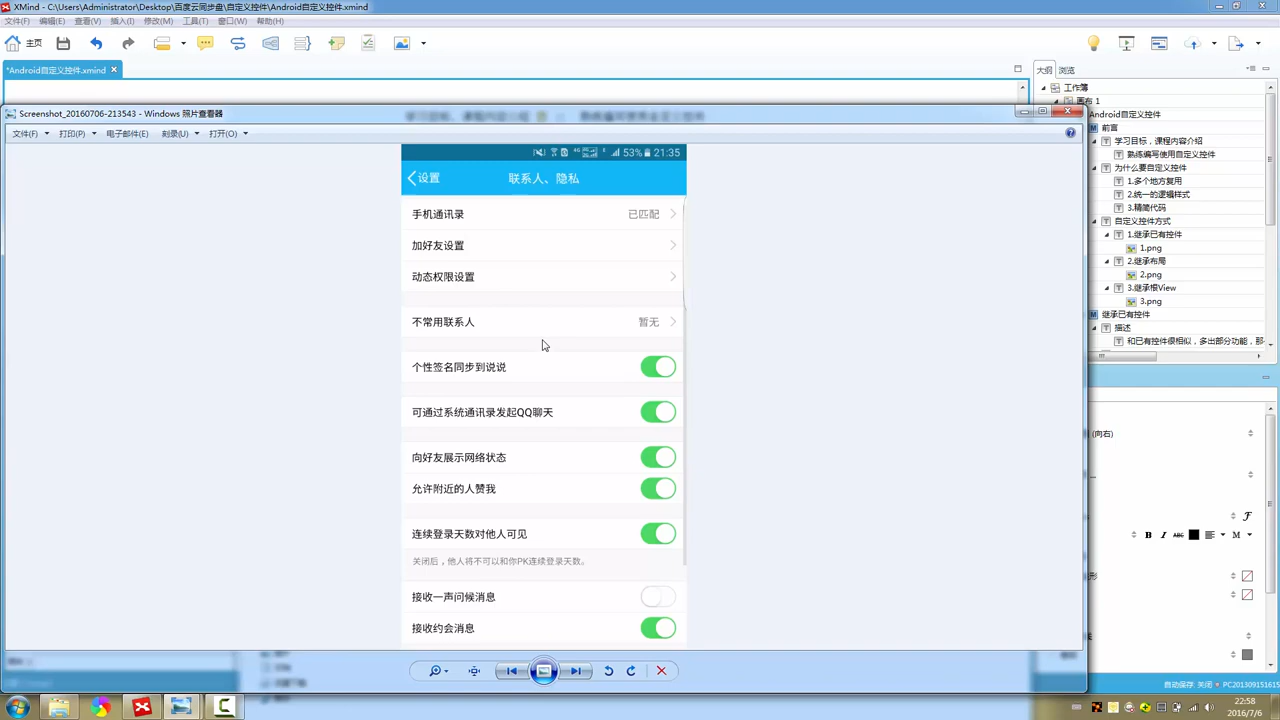 XMind - C:\Users\Administrator\Desktop\百度云同步盘\自定义控件\Android自定义控件.xmind
文件(F) 编辑(E) 查看(V) 插入(I) 修改(M) 工具(T) 窗口(W) 帮助(H)
主页
*Android自定义控件.xmind
大纲 浏览
工作簿
画布 1
Android自定义控件
前言
学习目标，课程内容介绍
熟练编写使用自定义控件
为什么要自定义控件
1.多个地方复用
2.统一的逻辑样式
3.精简代码
自定义控件方式
1.继承已有控件
1.png
2.继承布局
2.png
3.继承根View
3.png
继承已有控件
描述
和已有控件很相似，多出部分功能，那
Screenshot_20160706-213543 - Windows 照片查看器
文件(F) 打印(P) 电子邮件(E) 刻录(U) 打开(O)
53% 21:35
设置 联系人、隐私
手机通讯录 已匹配
加好友设置
动态权限设置
不常用联系人 暂无
个性签名同步到说说
可通过系统通讯录发起QQ聊天
向好友展示网络状态
允许附近的人赞我
连续登录天数对他人可见
关闭后，他人将不可以和你PK连续登录天数。
接收一声问候消息
接收约会消息
(向右)
B I ABC M
形
自动保存: 关闭 PC201309151615
22:58
2016/7/6